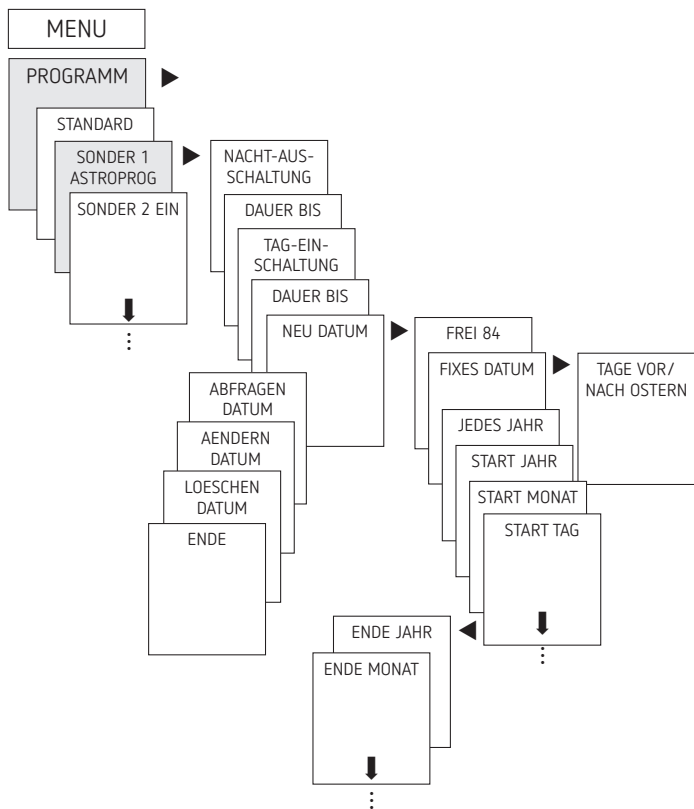 MENU
PROGRAMM
STANDARD
SONDER 1
ASTROPROG
SONDER 2 EIN
NACHT-AUS-
SCHALTUNG
DAUER BIS
TAG-EIN-
SCHALTUNG
DAUER BIS
NEU DATUM
ABFRAGEN
DATUM
AENDERN
DATUM
LOESCHEN
DATUM
ENDE
FREI 84
FIXES DATUM
TAGE VOR/
NACH OSTERN
JEDES JAHR
START JAHR
START MONAT
START TAG
ENDE JAHR
ENDE MONAT